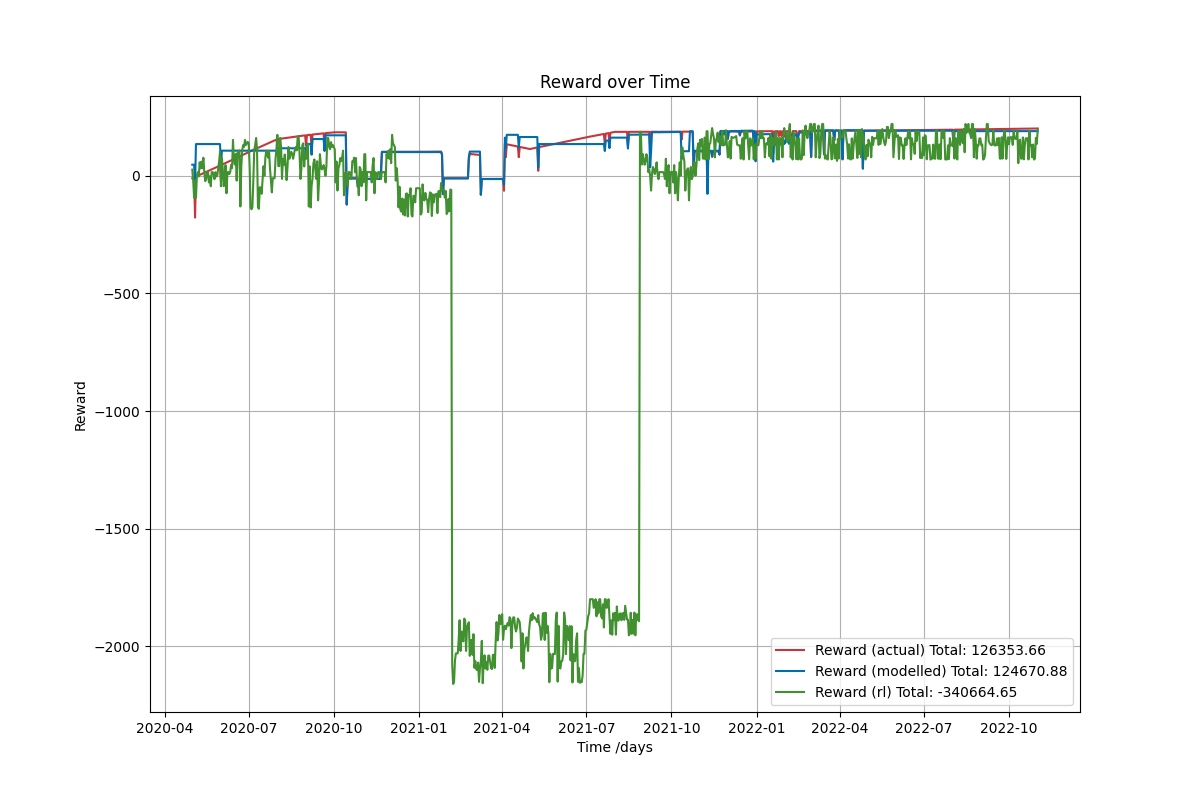 Reward over Time
Reward
0
−500
−1000
−1500
−2000
2020-04 2020-07 2020-10 2021-01 2021-04 2021-07 2021-10 2022-01 2022-04 2022-07 2022-10
Time /days
Reward (actual) Total: 126353.66
Reward (modelled) Total: 124670.88
Reward (rl) Total: -340664.65